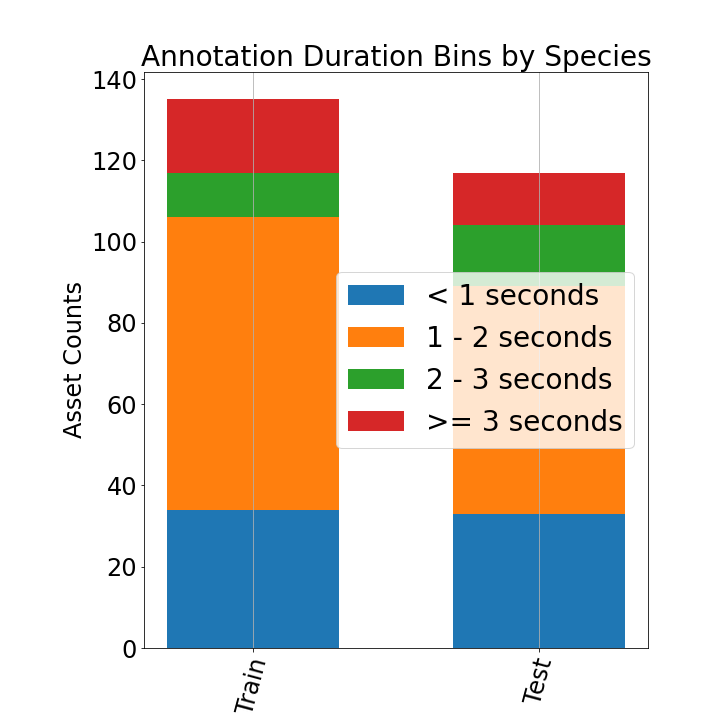 Annotation Duration Bins by Species
140
120
100
80
60
40
20
0
Asset Counts
< 1 seconds
1 - 2 seconds
2 - 3 seconds
>= 3 seconds
Train
Test